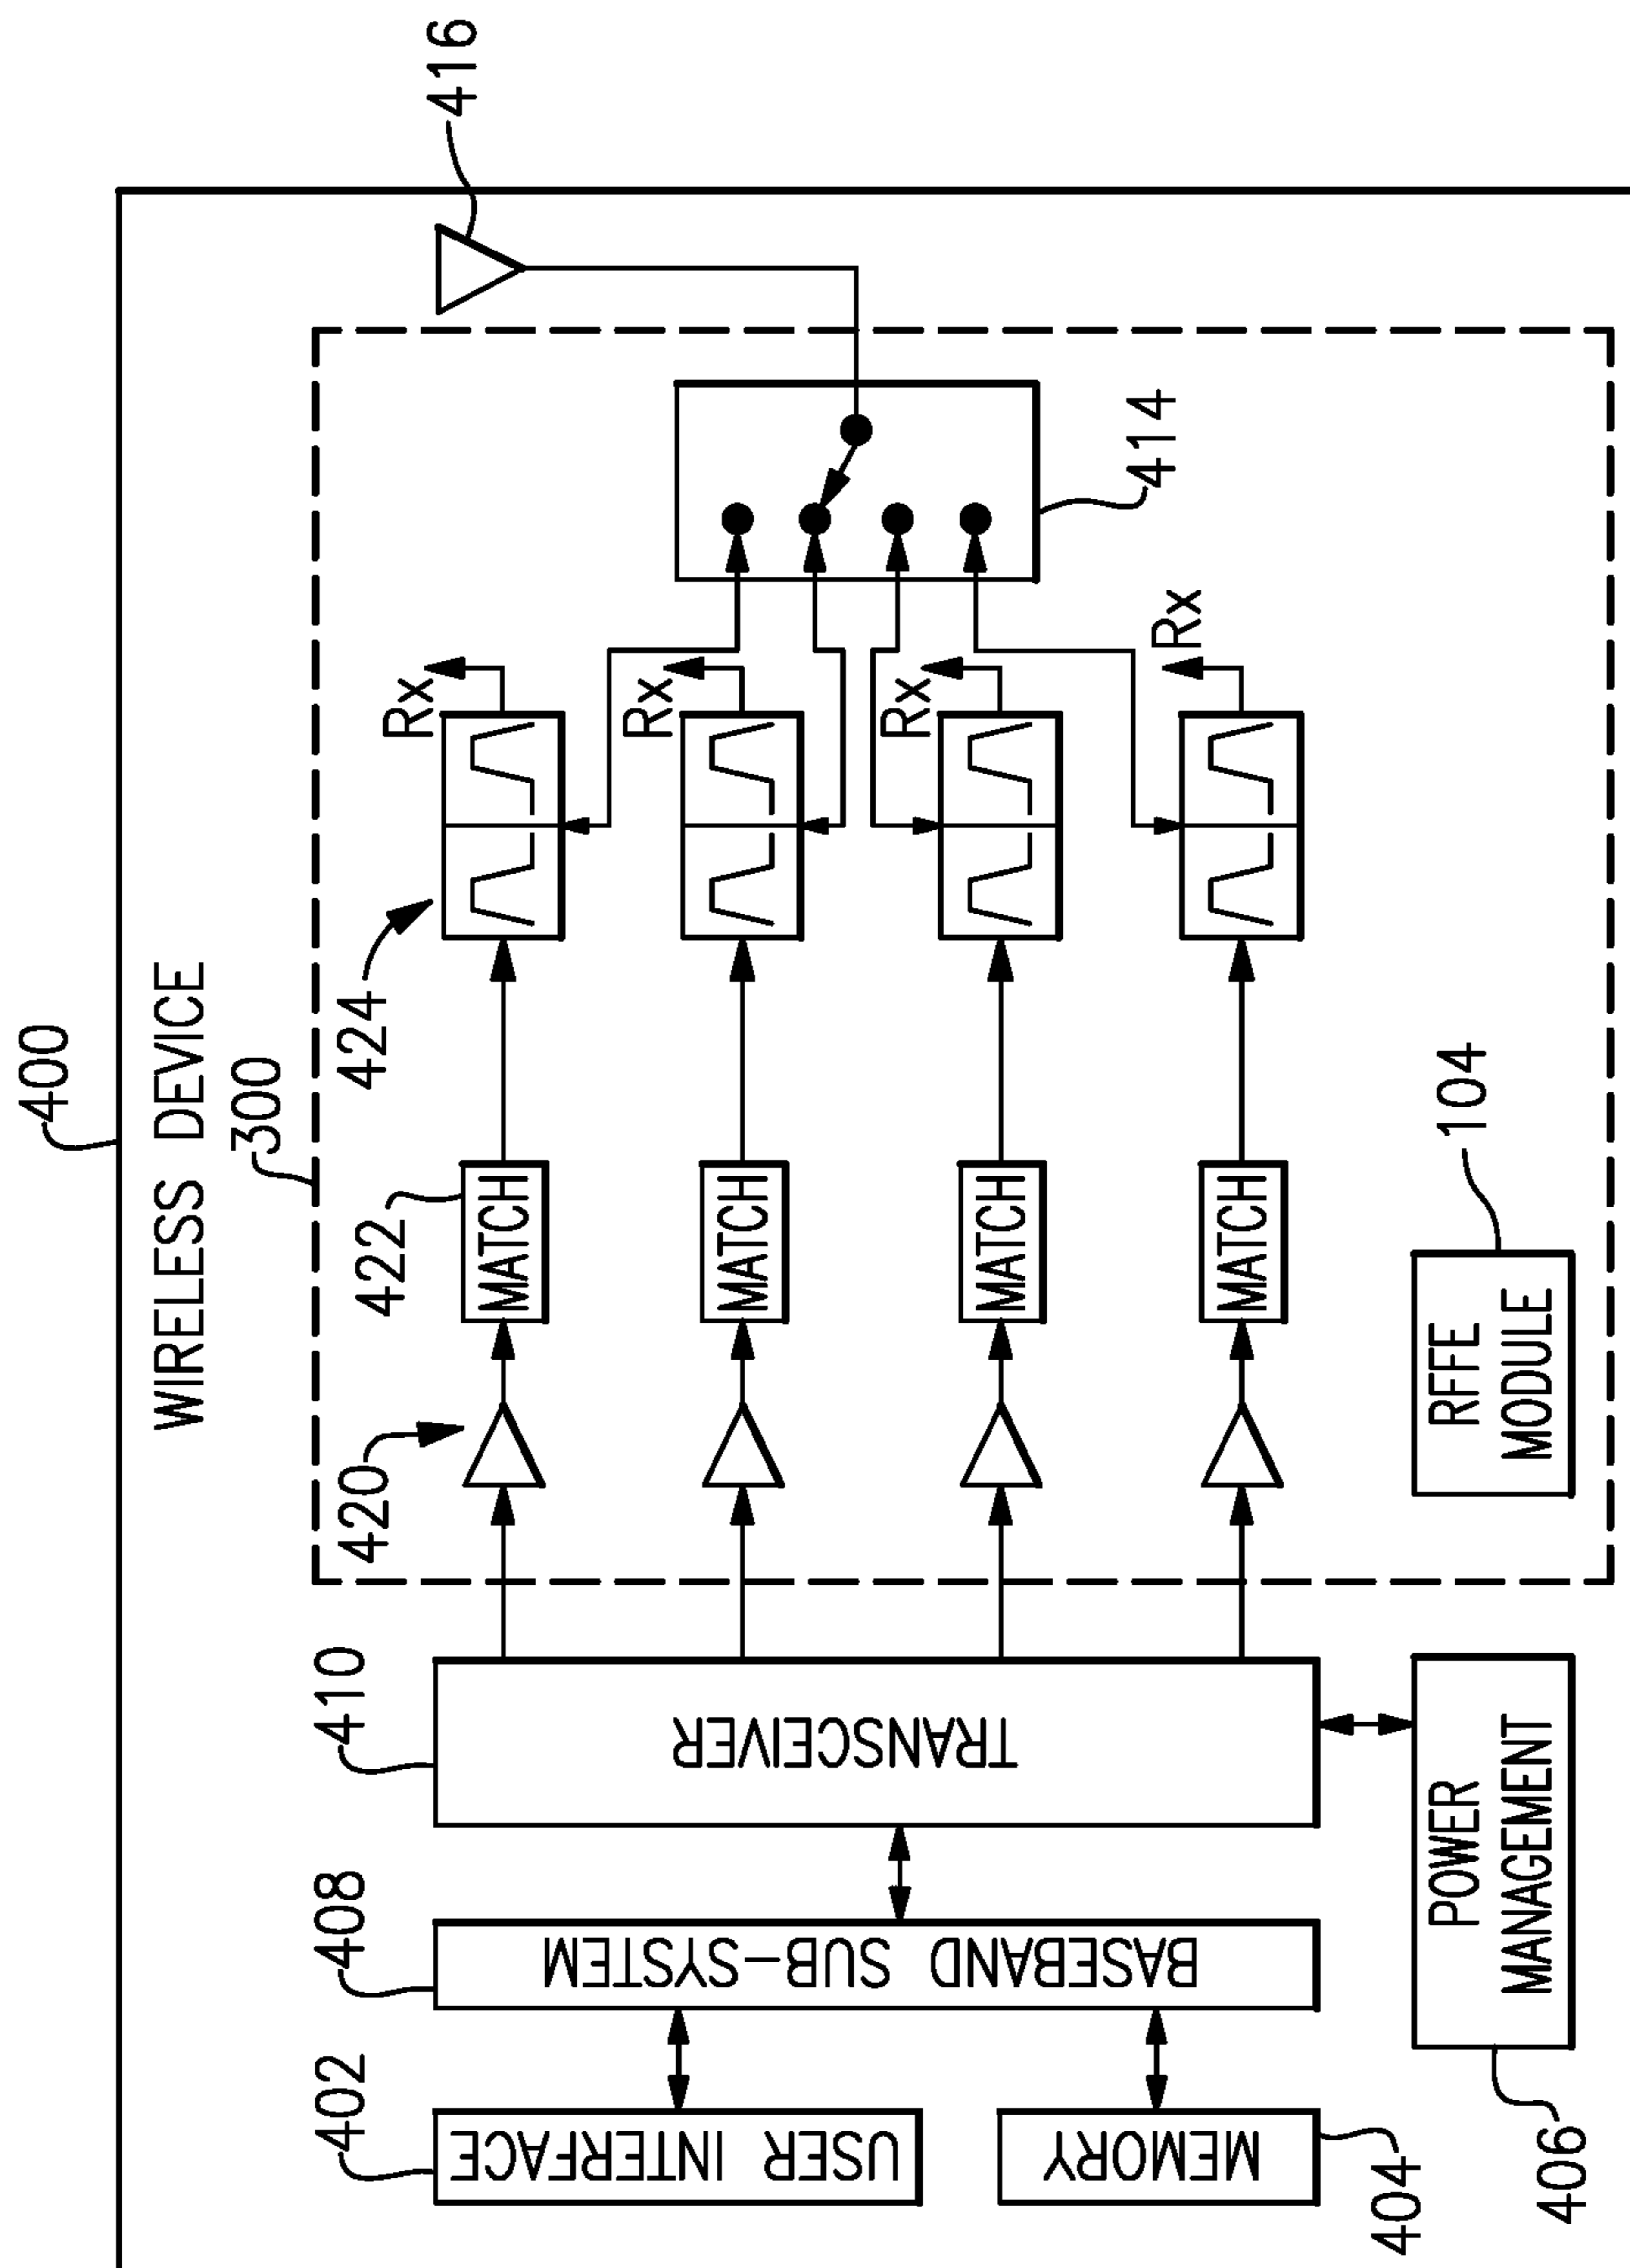 400
WIRELESS DEVICE
300
402
408
410
420
422
424
416
USER INTERFACE
BASEBAND SUB-SYSTEM
TRANSCEIVER
MATCH
Rx
MATCH
Rx
MATCH
Rx
MATCH
Rx
414
MEMORY
404
POWER
MANAGEMENT
406
RFFE
MODULE
104